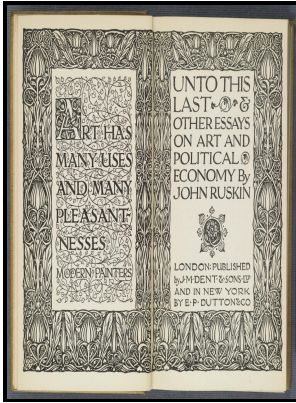 ART HAS
MANY USES
AND MANY
PLEASANT-
NESSES
MODERN PAINTERS
UNTO THIS
LAST &
OTHER ESSAYS
ON ART AND
POLITICAL
ECONOMY By
JOHN RUSKIN
LONDON: PUBLISHED
by J·M·DENT·&·SONS·LTD
AND IN NEW YORK
BY E·P·DUTTON & CO